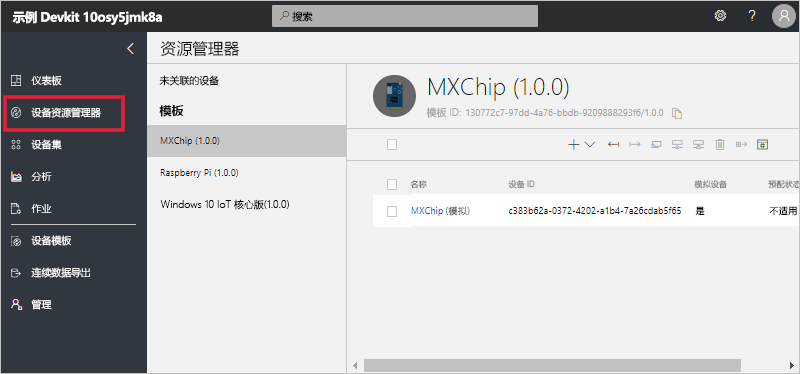 示例 Devkit 10osy5jmk8a
搜索
?
仪表板
设备资源管理器
设备集
分析
作业
设备模板
连续数据导出
管理
资源管理器
未关联的设备
模板
MXChip (1.0.0)
Raspberry Pi (1.0.0)
Windows 10 IoT 核心版(1.0.0)
MXChip (1.0.0)
模板 ID: 130772c7-97dd-4a76-bbdb-9209888293f6/1.0.0
名称 设备 ID 模拟设备 预配状态
MXChip (模拟) c383b62a-0372-4202-a1b4-7a26cdab5f65 是 不适用